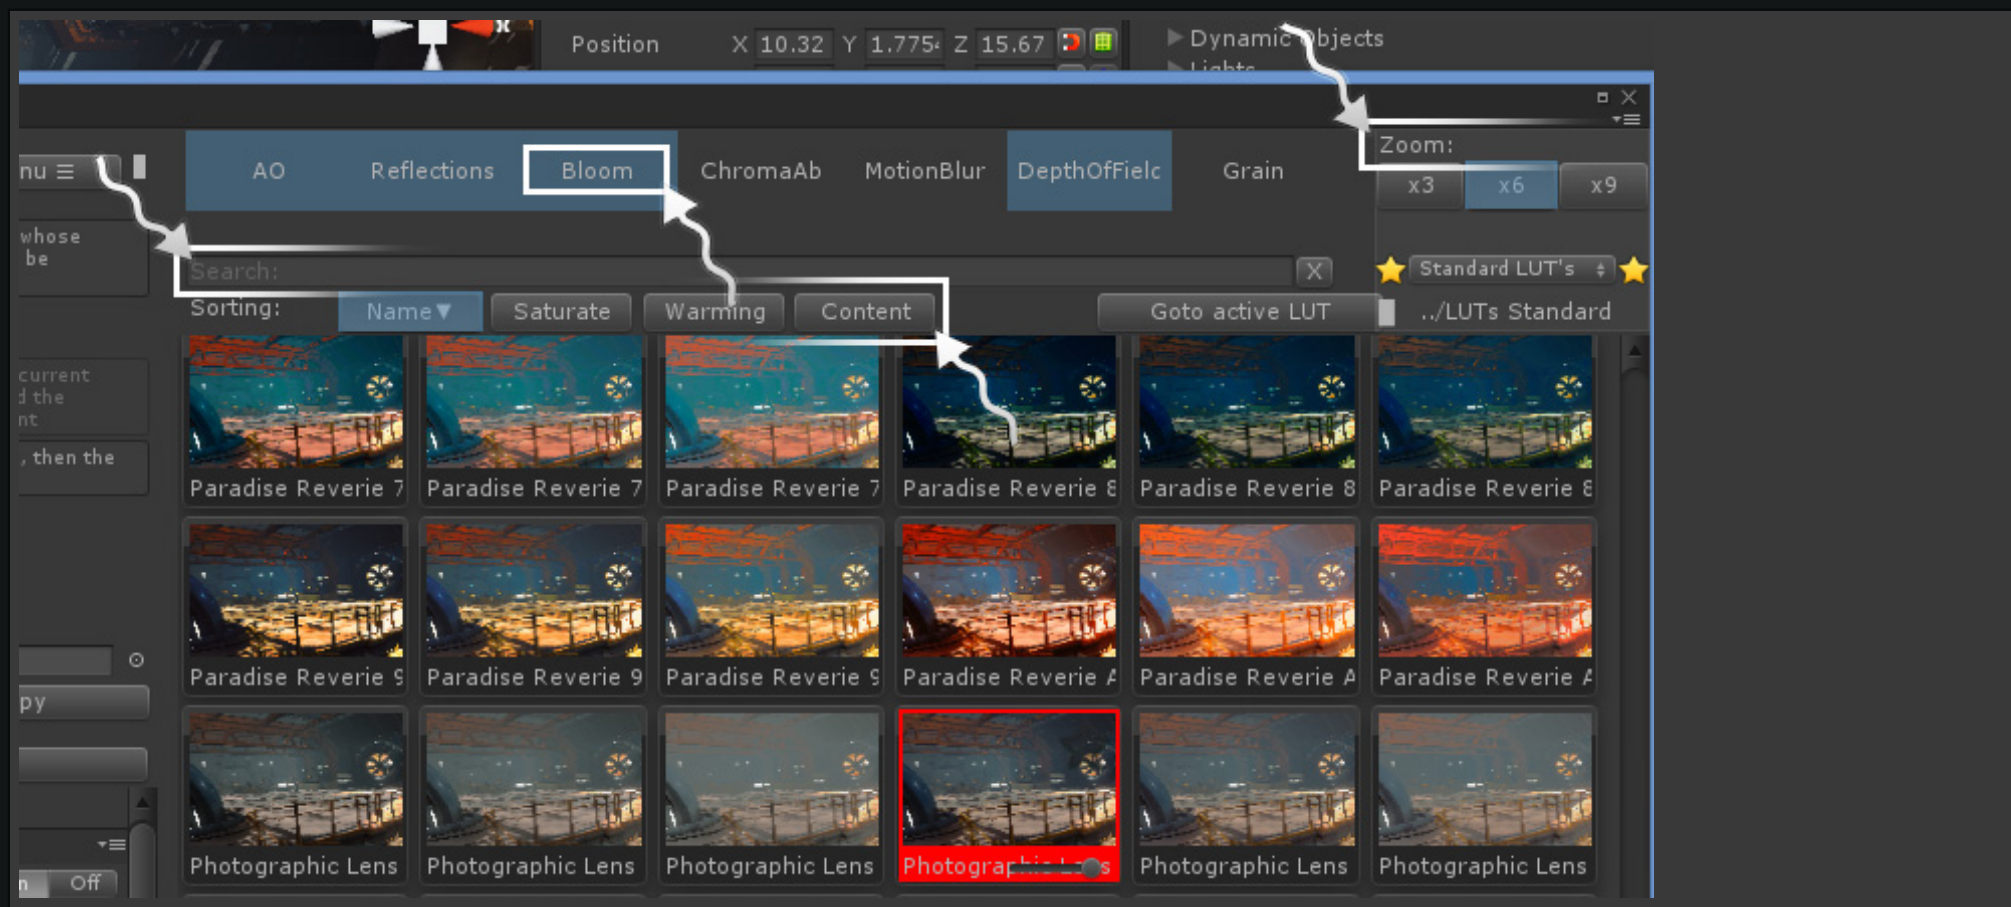 Position X 10.32 Y 1.775 Z 15.67
Dynamic Objects
Lights
Zoom:
nu AO Reflections Bloom ChromaAb MotionBlur DepthOfField Grain
x3 x6 x9
whose
be
Search: X Standard LUT's
Sorting: Name▼ Saturate Warming Content Goto active LUT ../LUTs Standard
current
d the
nt
, then the
Paradise Reverie 7 Paradise Reverie 7 Paradise Reverie 7 Paradise Reverie 8 Paradise Reverie 8 Paradise Reverie 8
Paradise Reverie 9 Paradise Reverie 9 Paradise Reverie 9 Paradise Reverie A Paradise Reverie A Paradise Reverie A
py
Photographic Lens Photographic Lens Photographic Lens Photographic Lens Photographic Lens Photographic Lens
n Off